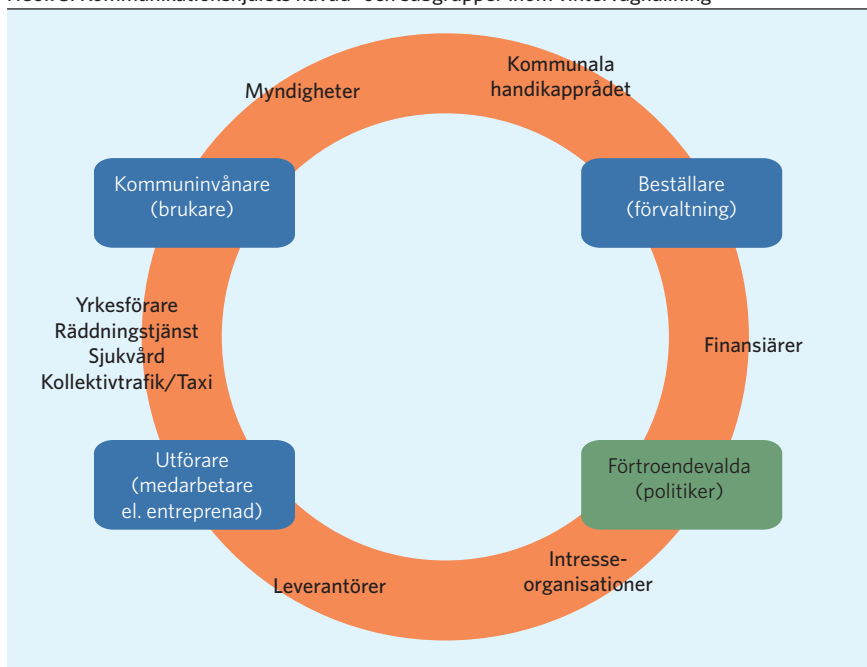 Myndigheter
Kommunala
handikapprådet
Kommuninvånare
(brukare)
Beställare
(förvaltning)
Yrkesförare
Räddningstjänst
Sjukvård
Kollektivtrafik/Taxi
Finansiärer
Utförare
(medarbetare
el. entreprenad)
Förtroendevalda
(politiker)
Leverantörer
Intresse-
organisationer